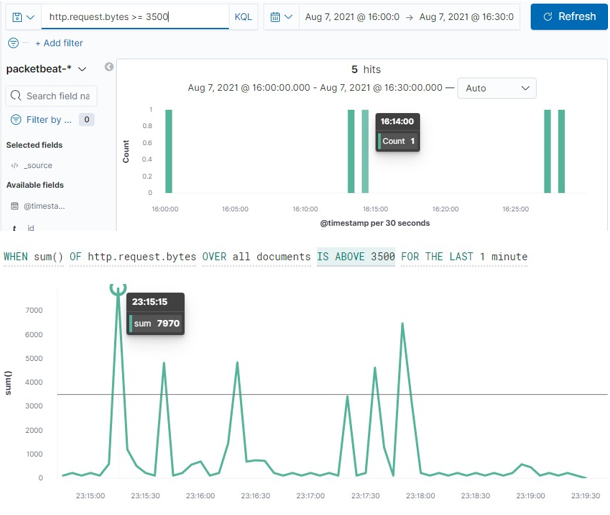 http.request.bytes >= 3500 KQL Aug 7, 2021 @ 16:00:0 → Aug 7, 2021 @ 16:30:0 Refresh
+ Add filter
packetbeat-*
5 hits
Aug 7, 2021 @ 16:00:00.000 - Aug 7, 2021 @ 16:30:00.000 — Auto
Search field na
Filter by ... 0
Selected fields
</> _source
Available fields
@timesta...
t _id
Count
1
0.8
0.6
0.4
0.2
0
16:14:00
Count 1
16:00:00 16:05:00 16:10:00 16:15:00 16:20:00 16:25:00
@timestamp per 30 seconds
WHEN sum() OF http.request.bytes OVER all documents IS ABOVE 3500 FOR THE LAST 1 minute
sum()
7000
6000
5000
4000
3000
2000
1000
0
23:15:15
sum 7970
23:15:00 23:15:30 23:16:00 23:16:30 23:17:00 23:17:30 23:18:00 23:18:30 23:19:00 23:19:30